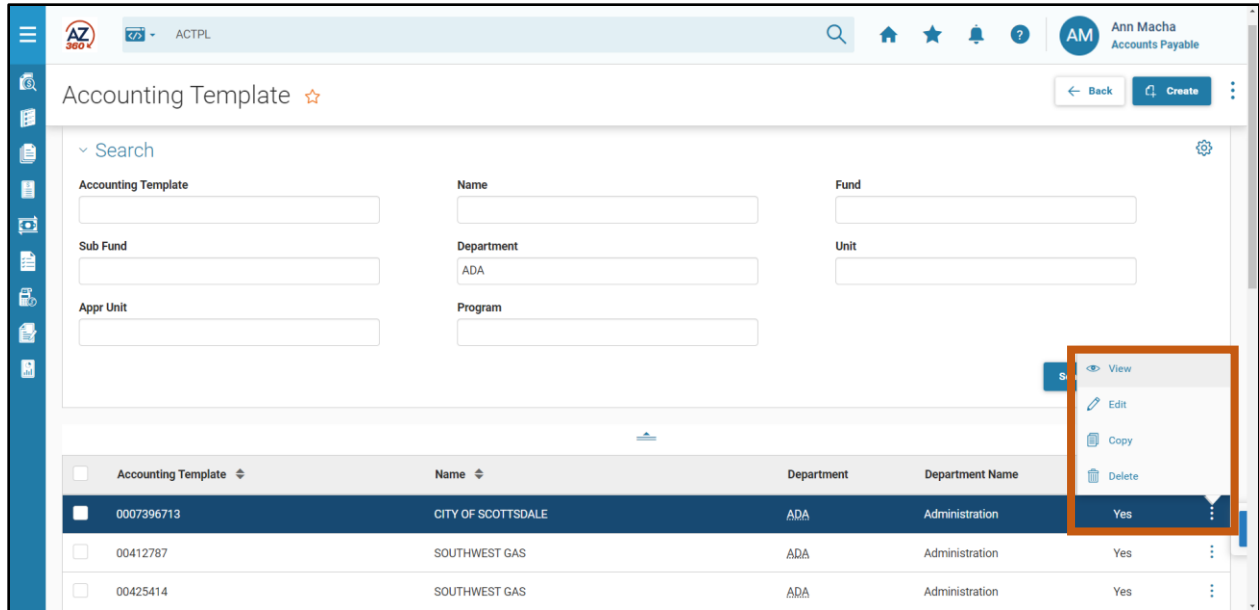 AZ
360
</>
ACTPL
?
AM
Ann Macha
Accounts Payable
Accounting Template
Back
Create
Search
Accounting Template
Name
Fund
Sub Fund
Department
Unit
ADA
Appr Unit
Program
View
Edit
Copy
Delete
Accounting Template Name Department Department Name
0007396713 CITY OF SCOTTSDALE ADA Administration Yes
00412787 SOUTHWEST GAS ADA Administration Yes
00425414 SOUTHWEST GAS ADA Administration Yes